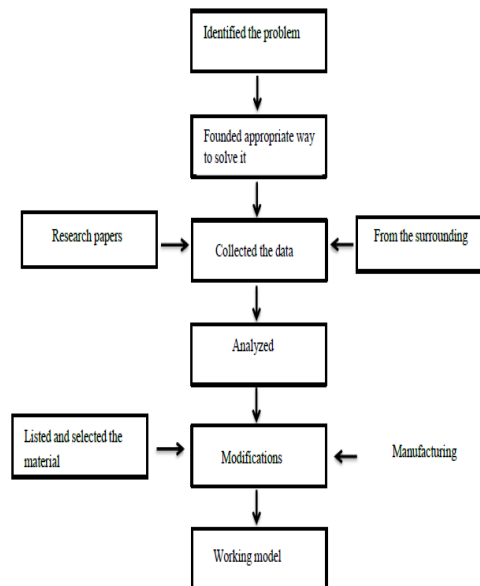 Identified the problem
Founded appropriate way
to solve it
Research papers
Collected the data
From the surrounding
Analyzed
Listed and selected the
material
Modifications
Manufacturing
Working model